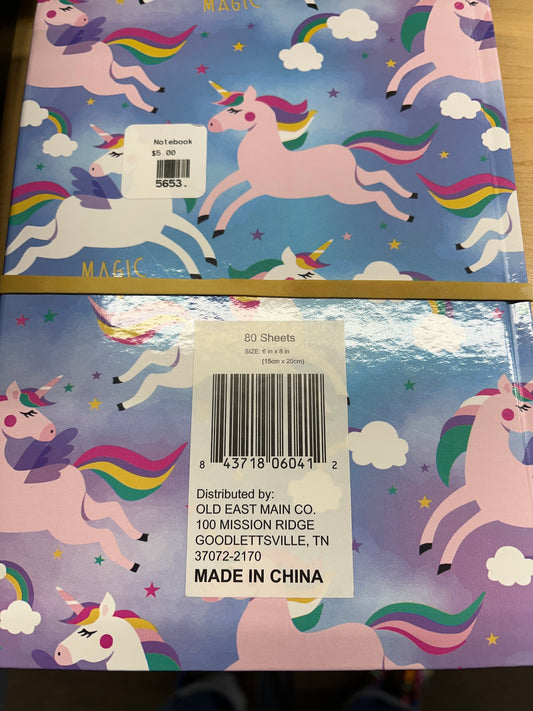 MAGIC
Notebook
$5.00
5653.
MAGIC
80 Sheets
SIZE: 6 in x 8 in
(15cm x 20cm)
8 43718 06041 2
Distributed by:
OLD EAST MAIN CO.
100 MISSION RIDGE
GOODLETTSVILLE, TN
37072-2170
MADE IN CHINA